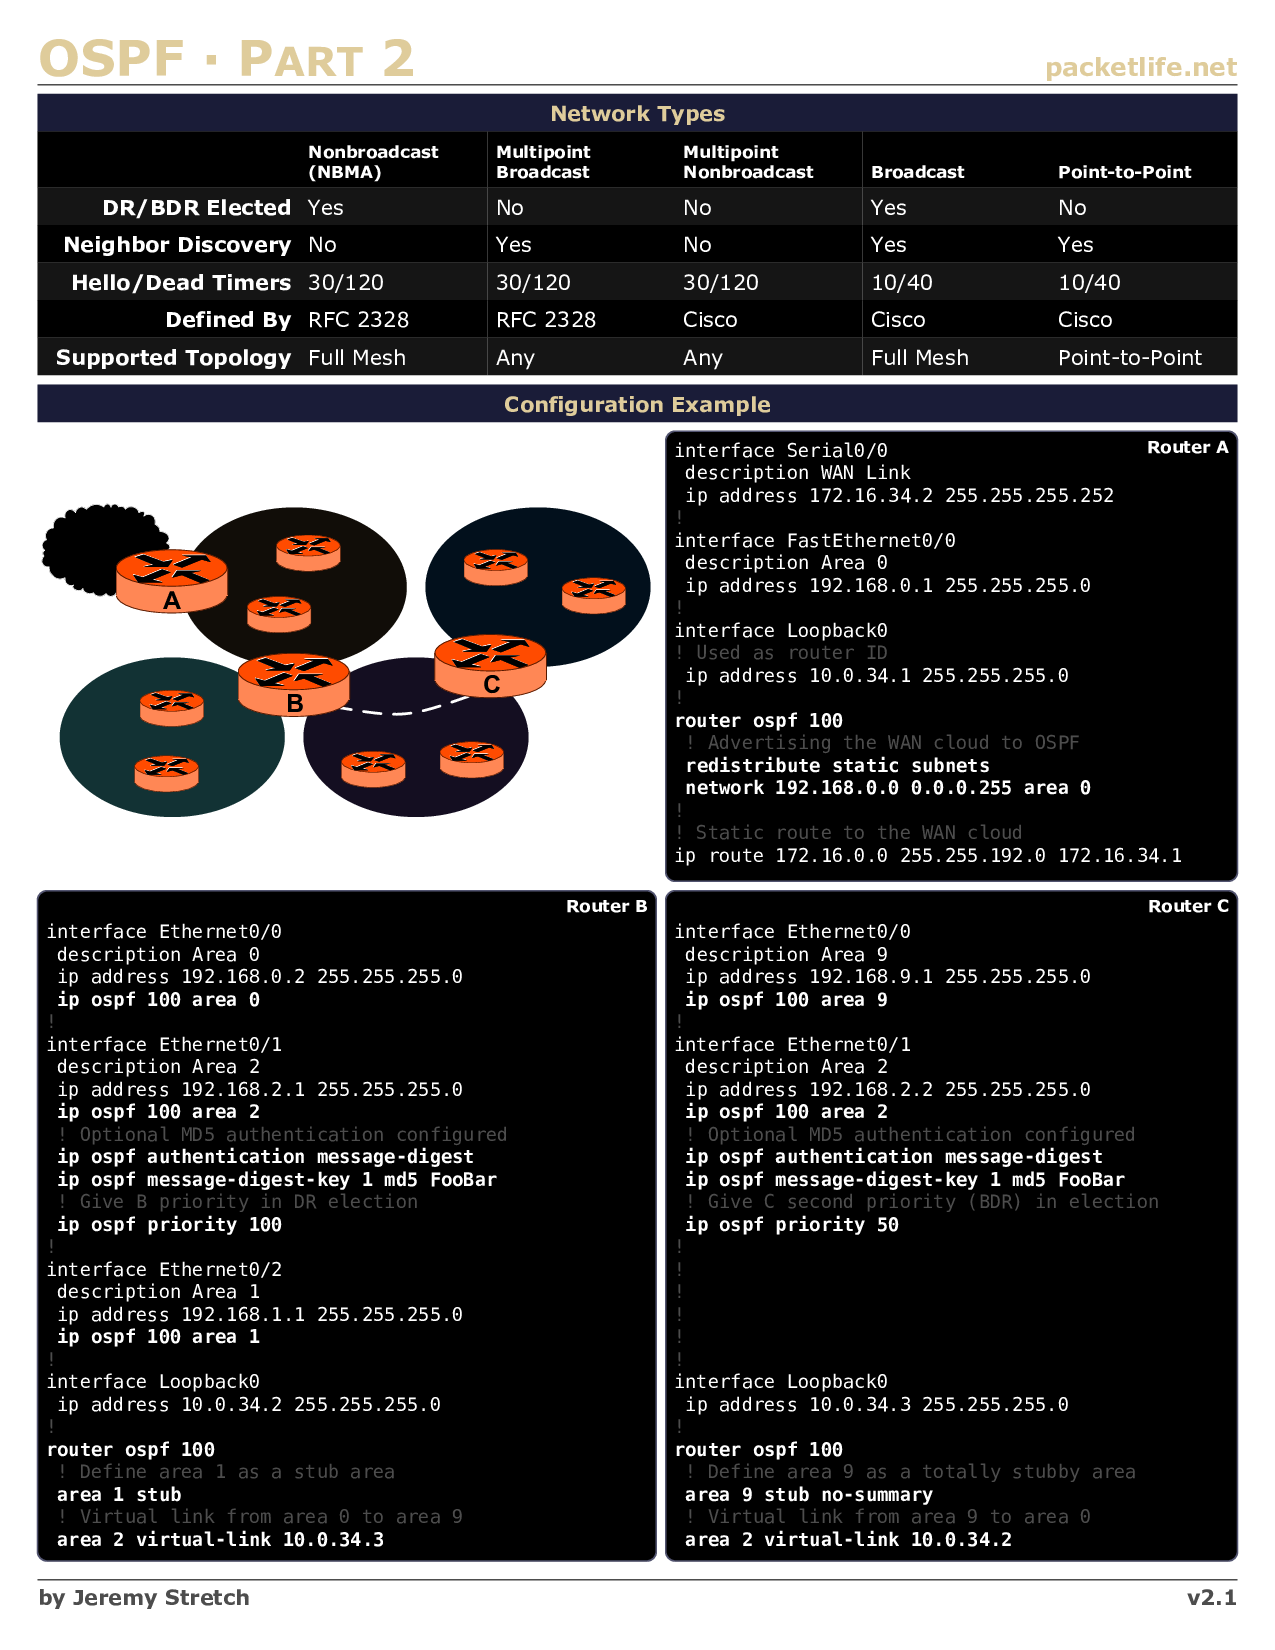 OSPF · PART 2
packetlife.net
Network Types
Nonbroadcast (NBMA) Multipoint Broadcast Multipoint Nonbroadcast Broadcast Point-to-Point
DR/BDR Elected Yes No No Yes No
Neighbor Discovery No Yes No Yes Yes
Hello/Dead Timers 30/120 30/120 30/120 10/40 10/40
Defined By RFC 2328 RFC 2328 Cisco Cisco Cisco
Supported Topology Full Mesh Any Any Full Mesh Point-to-Point
Configuration Example
A
B
C
Router A
interface Serial0/0
description WAN Link
ip address 172.16.34.2 255.255.255.252
!
interface FastEthernet0/0
description Area 0
ip address 192.168.0.1 255.255.255.0
!
interface Loopback0
! Used as router ID
ip address 10.0.34.1 255.255.255.0
!
router ospf 100
! Advertising the WAN cloud to OSPF
redistribute static subnets
network 192.168.0.0 0.0.0.255 area 0
!
! Static route to the WAN cloud
ip route 172.16.0.0 255.255.192.0 172.16.34.1
Router B
interface Ethernet0/0
description Area 0
ip address 192.168.0.2 255.255.255.0
ip ospf 100 area 0
!
interface Ethernet0/1
description Area 2
ip address 192.168.2.1 255.255.255.0
ip ospf 100 area 2
! Optional MD5 authentication configured
ip ospf authentication message-digest
ip ospf message-digest-key 1 md5 FooBar
! Give B priority in DR election
ip ospf priority 100
!
interface Ethernet0/2
description Area 1
ip address 192.168.1.1 255.255.255.0
ip ospf 100 area 1
!
interface Loopback0
ip address 10.0.34.2 255.255.255.0
!
router ospf 100
! Define area 1 as a stub area
area 1 stub
! Virtual link from area 0 to area 9
area 2 virtual-link 10.0.34.3
Router C
interface Ethernet0/0
description Area 9
ip address 192.168.9.1 255.255.255.0
ip ospf 100 area 9
!
interface Ethernet0/1
description Area 2
ip address 192.168.2.2 255.255.255.0
ip ospf 100 area 2
! Optional MD5 authentication configured
ip ospf authentication message-digest
ip ospf message-digest-key 1 md5 FooBar
! Give C second priority (BDR) in election
ip ospf priority 50
!
!
!
!
!
!
interface Loopback0
ip address 10.0.34.3 255.255.255.0
!
router ospf 100
! Define area 9 as a totally stubby area
area 9 stub no-summary
! Virtual link from area 9 to area 0
area 2 virtual-link 10.0.34.2
by Jeremy Stretch
v2.1